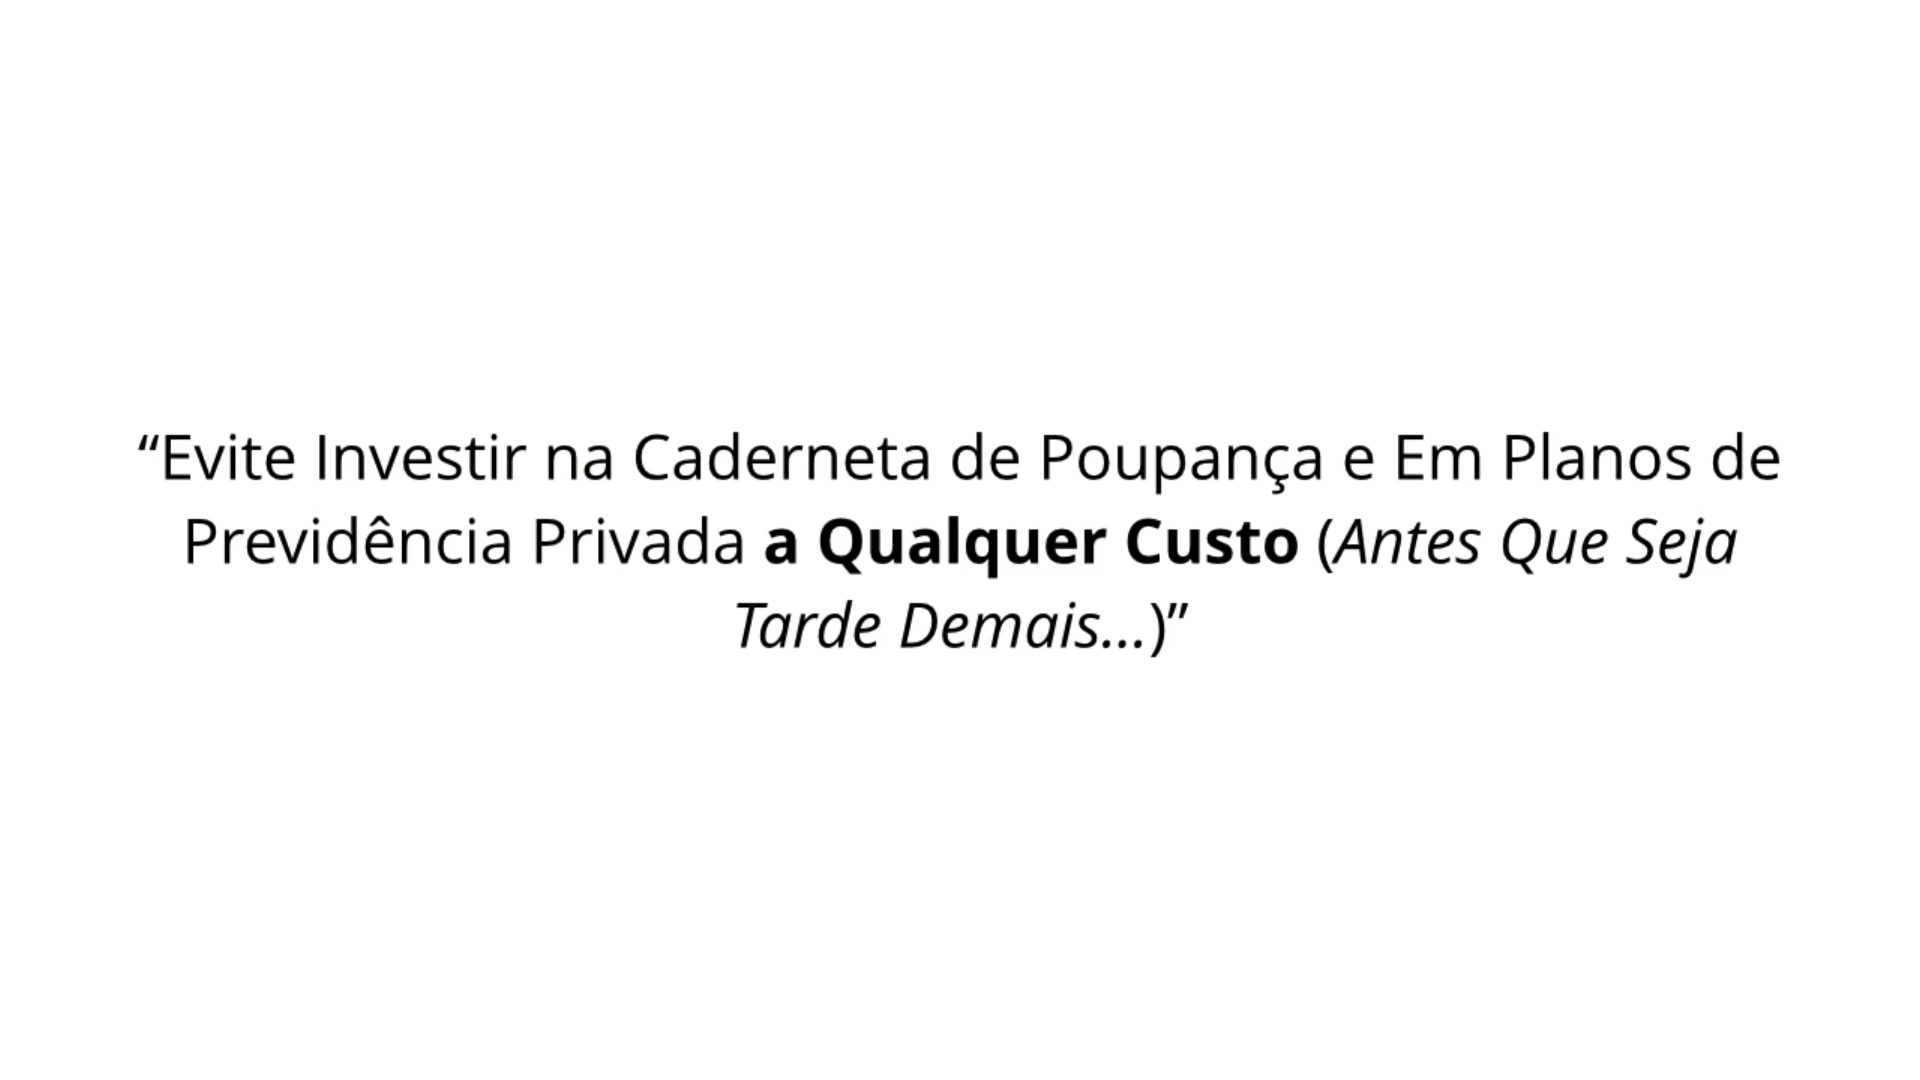 “Evite Investir na Caderneta de Poupança e Em Planos de
Previdência Privada a Qualquer Custo (Antes Que Seja
Tarde Demais...)”